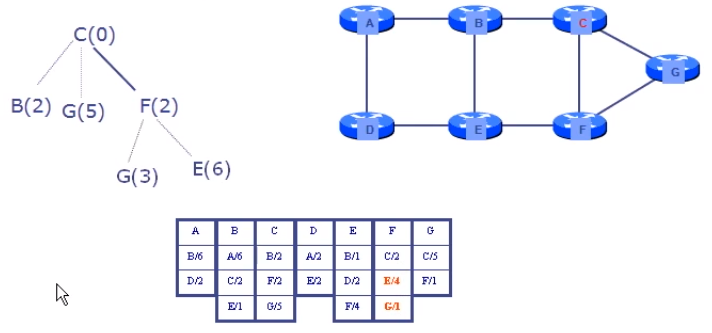 C(0)
B(2) G(5) F(2)
G(3) E(6)
A B C
G
D E F
A B C D E F G
B/6 A/6 B/2 A/2 B/1 C/2 C/5
D/2 C/2 F/2 E/2 D/2 E/4 F/1
E/1 G/5 F/4 G/1